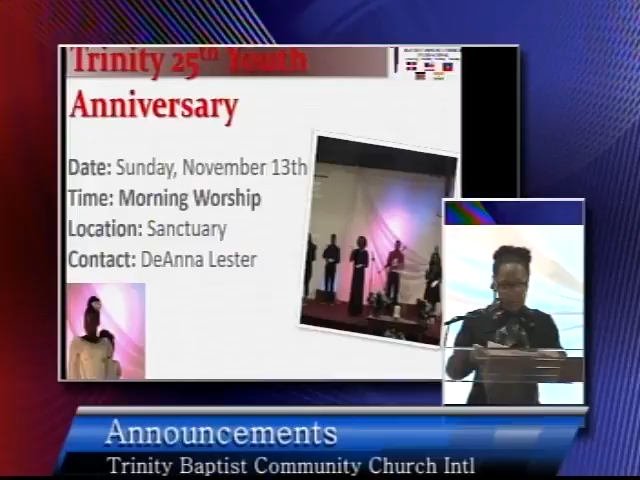 Trinity 25th Youth
Anniversary
Date: Sunday, November 13th
Time: Morning Worship
Location: Sanctuary
Contact: DeAnna Lester
Announcements
Trinity Baptist Community Church Intl